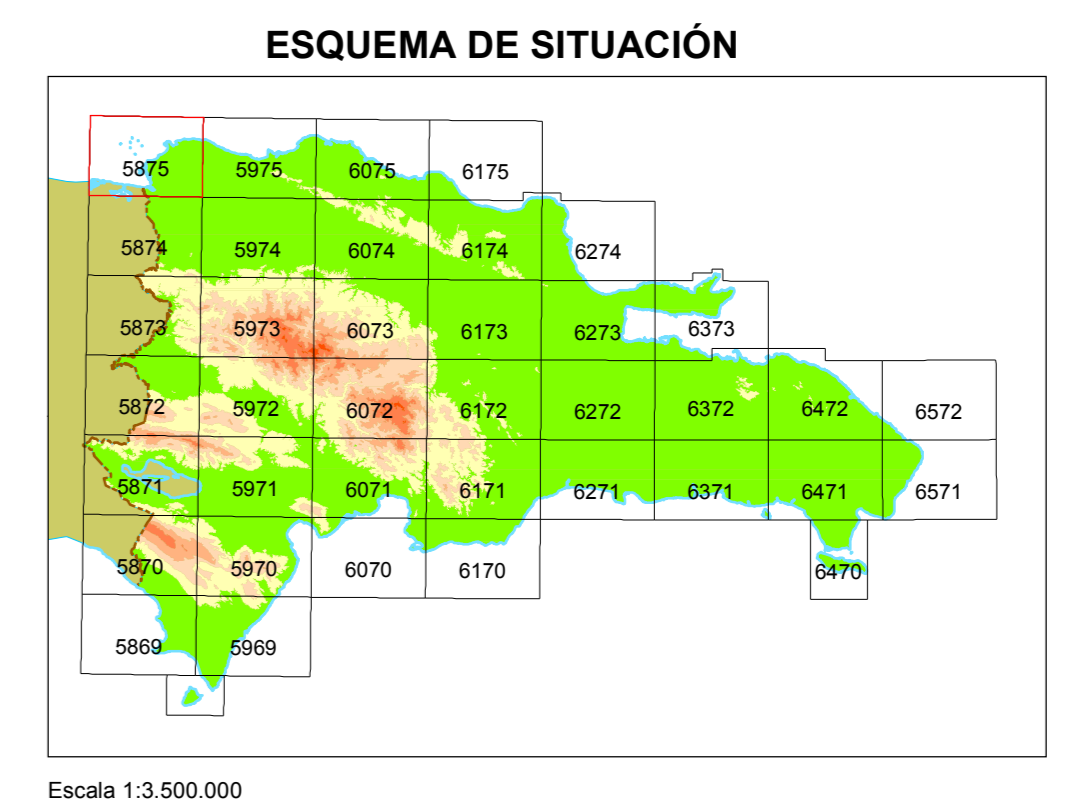 ESQUEMA DE SITUACIÓN
5875 5975 6075 6175
5874 5974 6074 6174 6274
5873 5973 6073 6173 6273 6373
5872 5972 6072 6172 6272 6372 6472 6572
5871 5971 6071 6171 6271 6371 6471 6571
5870 5970 6070 6170 6470
5869 5969
Escala 1:3.500.000